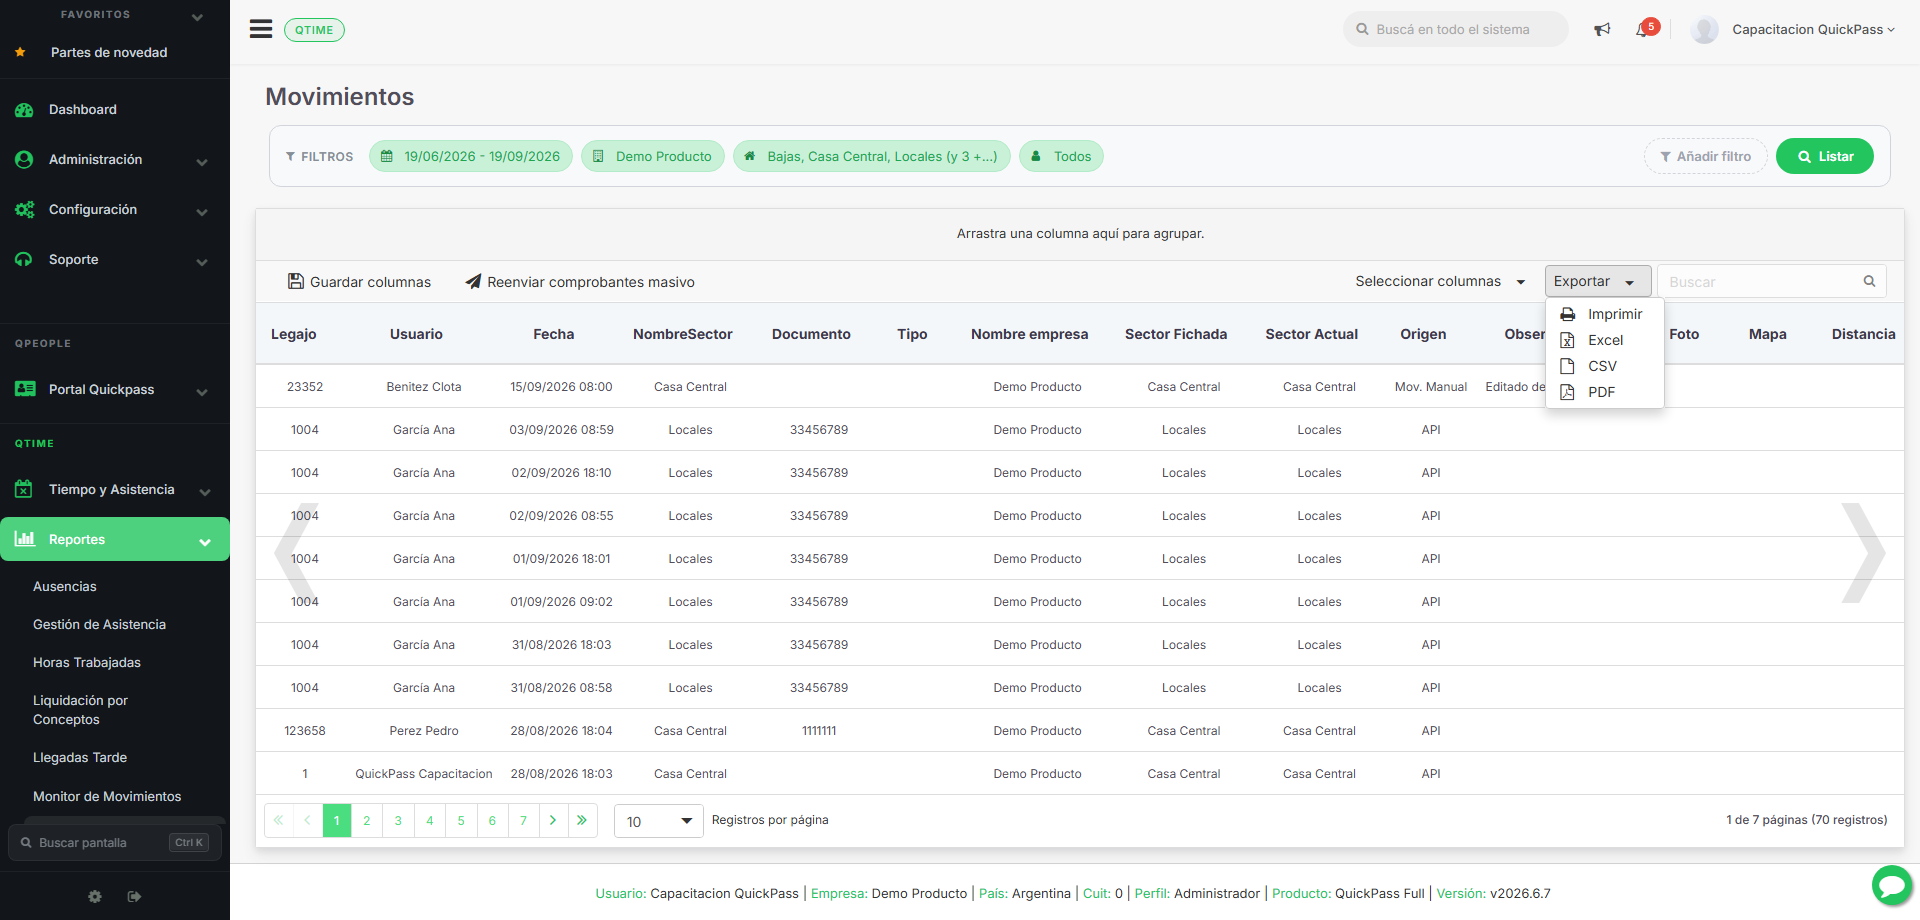 FAVORITOS
Partes de novedad
Dashboard
Administración
Configuración
Soporte
QPEOPLE
Portal Quickpass
QTIME
Tiempo y Asistencia
Reportes
Ausencias
Gestión de Asistencia
Horas Trabajadas
Liquidación por
Conceptos
Llegadas Tarde
Monitor de Movimientos
Buscar pantalla Ctrl K
QTIME
Buscá en todo el sistema
5
Capacitacion QuickPass
Movimientos
FILTROS 19/06/2026 - 19/09/2026 Demo Producto Bajas, Casa Central, Locales (y 3 +...) Todos Añadir filtro Listar
Arrastra una columna aquí para agrupar.
Guardar columnas Reenviar comprobantes masivo Seleccionar columnas Exportar Buscar
Imprimir
Excel
CSV
PDF
Legajo Usuario Fecha NombreSector Documento Tipo Nombre empresa Sector Fichada Sector Actual Origen Obser Foto Mapa Distancia
23352 Benitez Clota 15/09/2026 08:00 Casa Central Demo Producto Casa Central Casa Central Mov. Manual Editado de
1004 García Ana 03/09/2026 08:59 Locales 33456789 Demo Producto Locales Locales API
1004 García Ana 02/09/2026 18:10 Locales 33456789 Demo Producto Locales Locales API
1004 García Ana 02/09/2026 08:55 Locales 33456789 Demo Producto Locales Locales API
1004 García Ana 01/09/2026 18:01 Locales 33456789 Demo Producto Locales Locales API
1004 García Ana 01/09/2026 09:02 Locales 33456789 Demo Producto Locales Locales API
1004 García Ana 31/08/2026 18:03 Locales 33456789 Demo Producto Locales Locales API
1004 García Ana 31/08/2026 08:58 Locales 33456789 Demo Producto Locales Locales API
123658 Perez Pedro 28/08/2026 18:04 Casa Central 1111111 Demo Producto Casa Central Casa Central API
1 QuickPass Capacitacion 28/08/2026 18:03 Casa Central Demo Producto Casa Central Casa Central API
1 2 3 4 5 6 7 10 Registros por página 1 de 7 páginas (70 registros)
Usuario: Capacitacion QuickPass | Empresa: Demo Producto | País: Argentina | Cuit: 0 | Perfil: Administrador | Producto: QuickPass Full | Versión: v2026.6.7